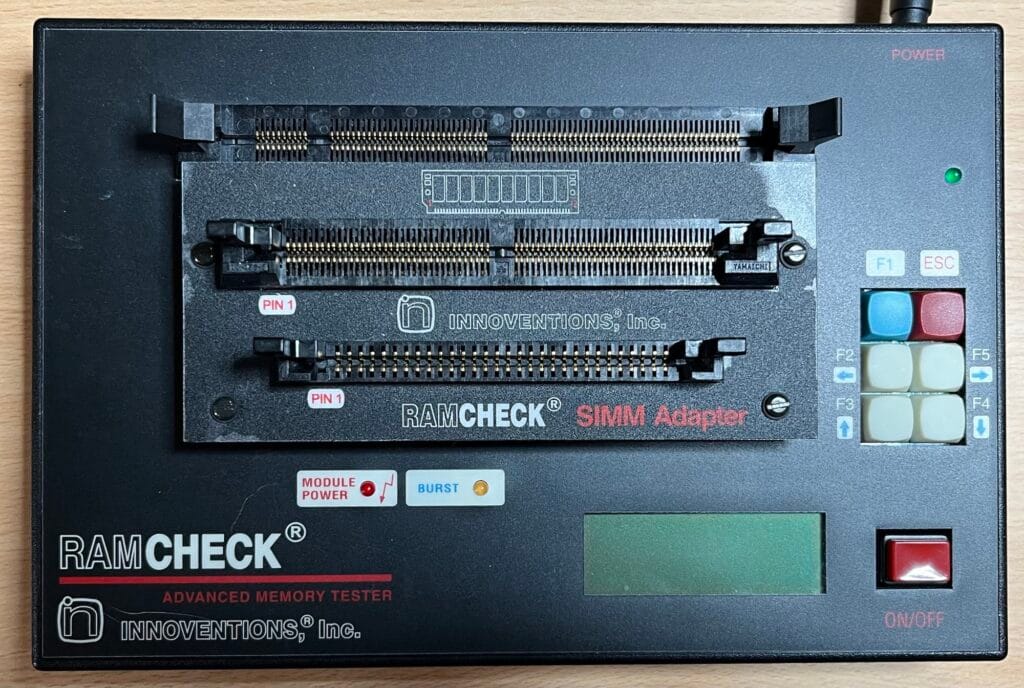 POWER
YAMAICHI
F1
ESC
PIN 1
INNOVENTIONS,® Inc.
F2
F5
PIN 1
F3
F4
RAMCHECK® SIMM Adapter
MODULE
POWER
BURST
RAMCHECK®
ADVANCED MEMORY TESTER
INNOVENTIONS,® Inc.
ON/OFF